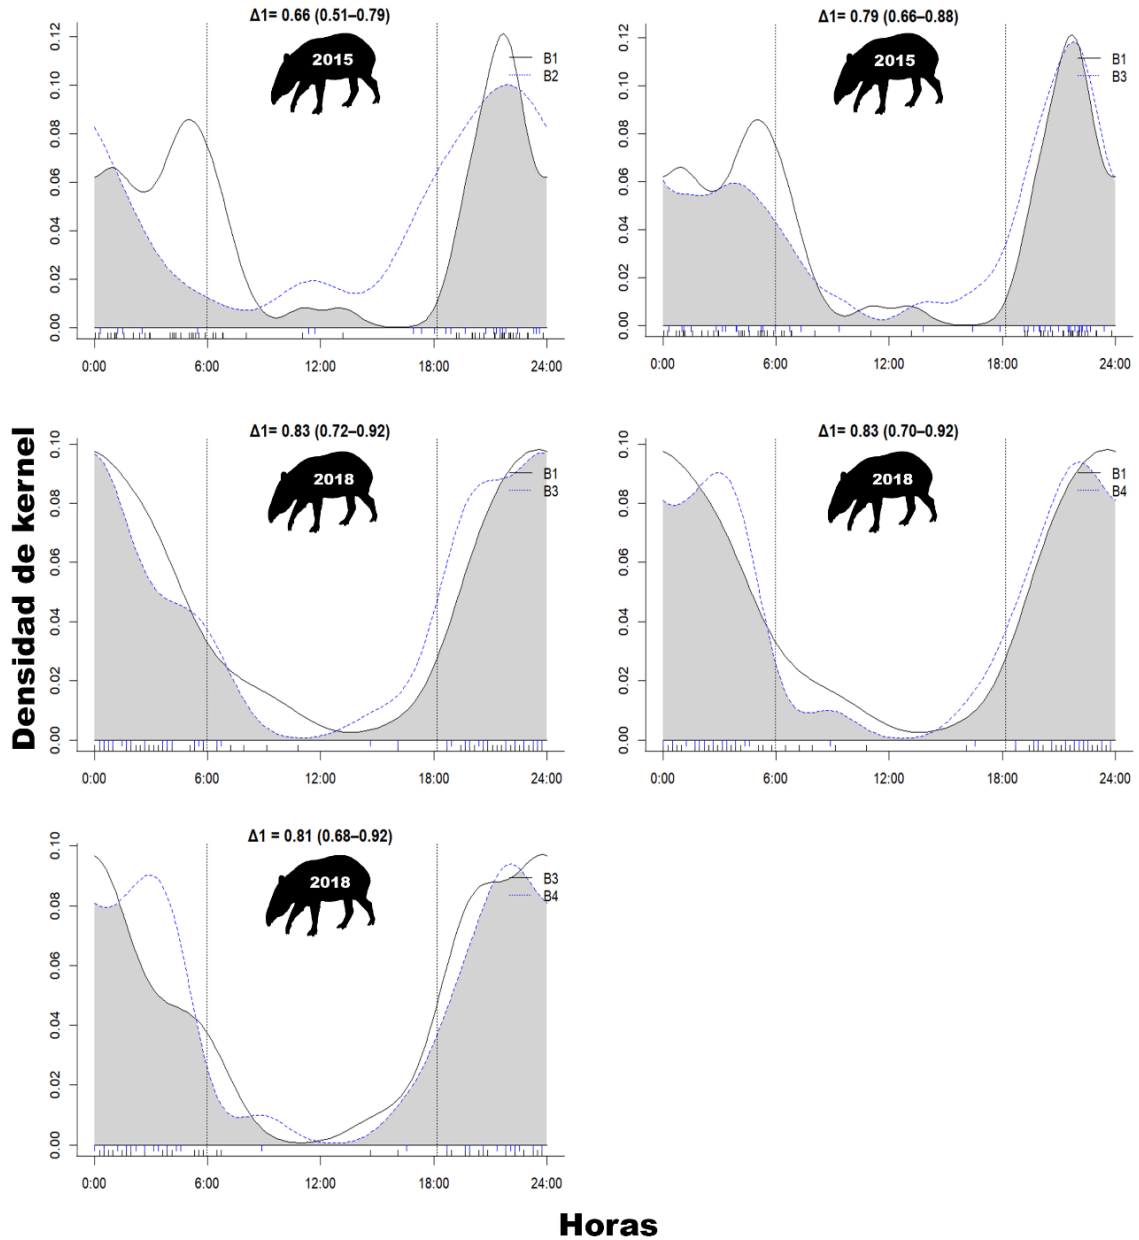 Δ1= 0.66 (0.51–0.79)
2015
B1
B2
0.12
0.10
0.08
0.06
0.04
0.02
0.00
0:00 6:00 12:00 18:00 24:00
Δ1= 0.79 (0.66–0.88)
2015
B1
B3
0.12
0.10
0.08
0.06
0.04
0.02
0.00
0:00 6:00 12:00 18:00 24:00
Densidad de kernel
Δ1= 0.83 (0.72–0.92)
2018
B1
B3
0.10
0.08
0.06
0.04
0.02
0.00
0:00 6:00 12:00 18:00 24:00
Δ1= 0.83 (0.70–0.92)
2018
B1
B4
0.10
0.08
0.06
0.04
0.02
0.00
0:00 6:00 12:00 18:00 24:00
Δ1 = 0.81 (0.68–0.92)
2018
B3
B4
0.10
0.08
0.06
0.04
0.02
0.00
0:00 6:00 12:00 18:00 24:00
Horas